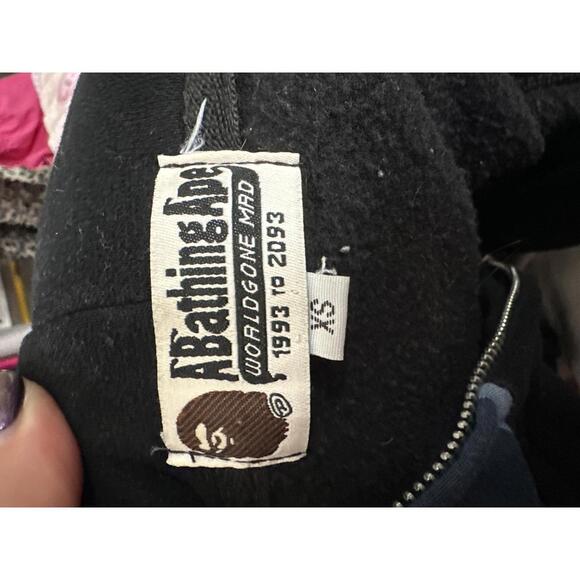 ABathingApe
WORLDGONE MAD
1993 TO 2093
XS